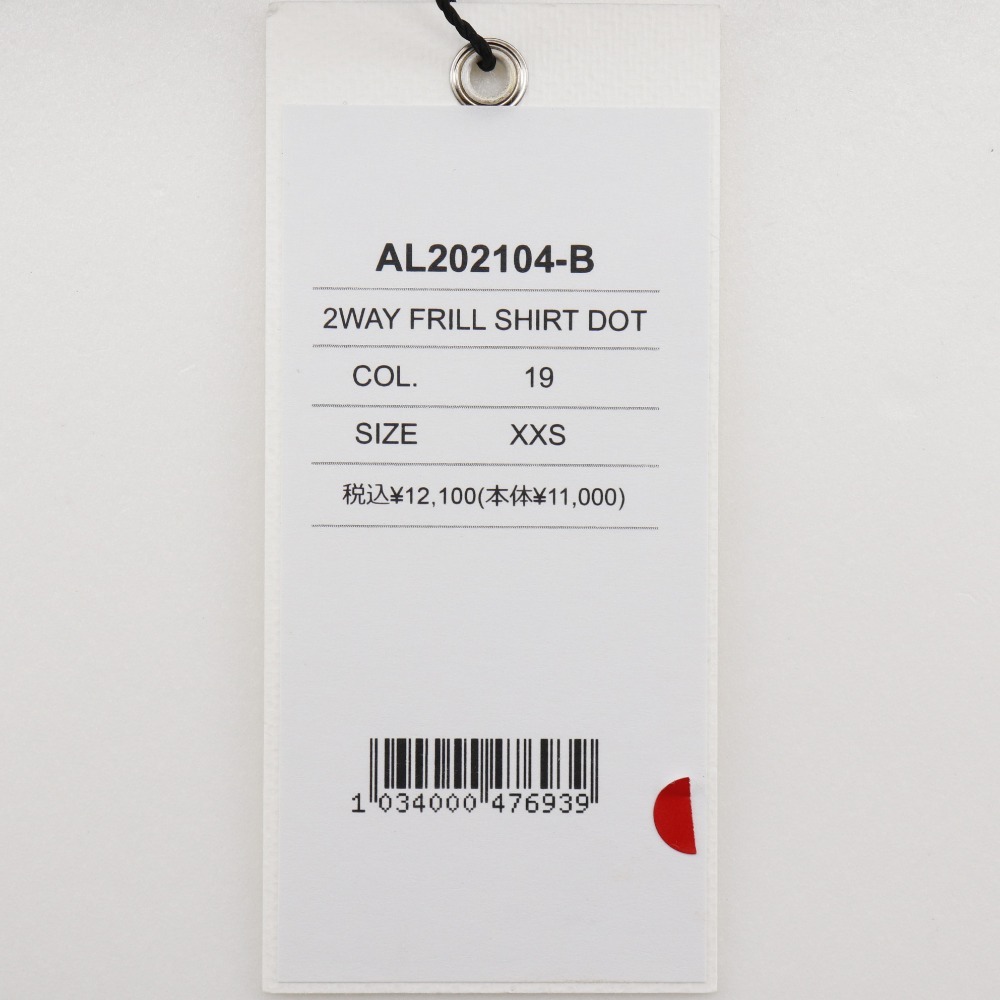 AL202104-B
2WAY FRILL SHIRT DOT
COL. 19
SIZE XXS
税込¥12,100(本体¥11,000)
1 034000 476939